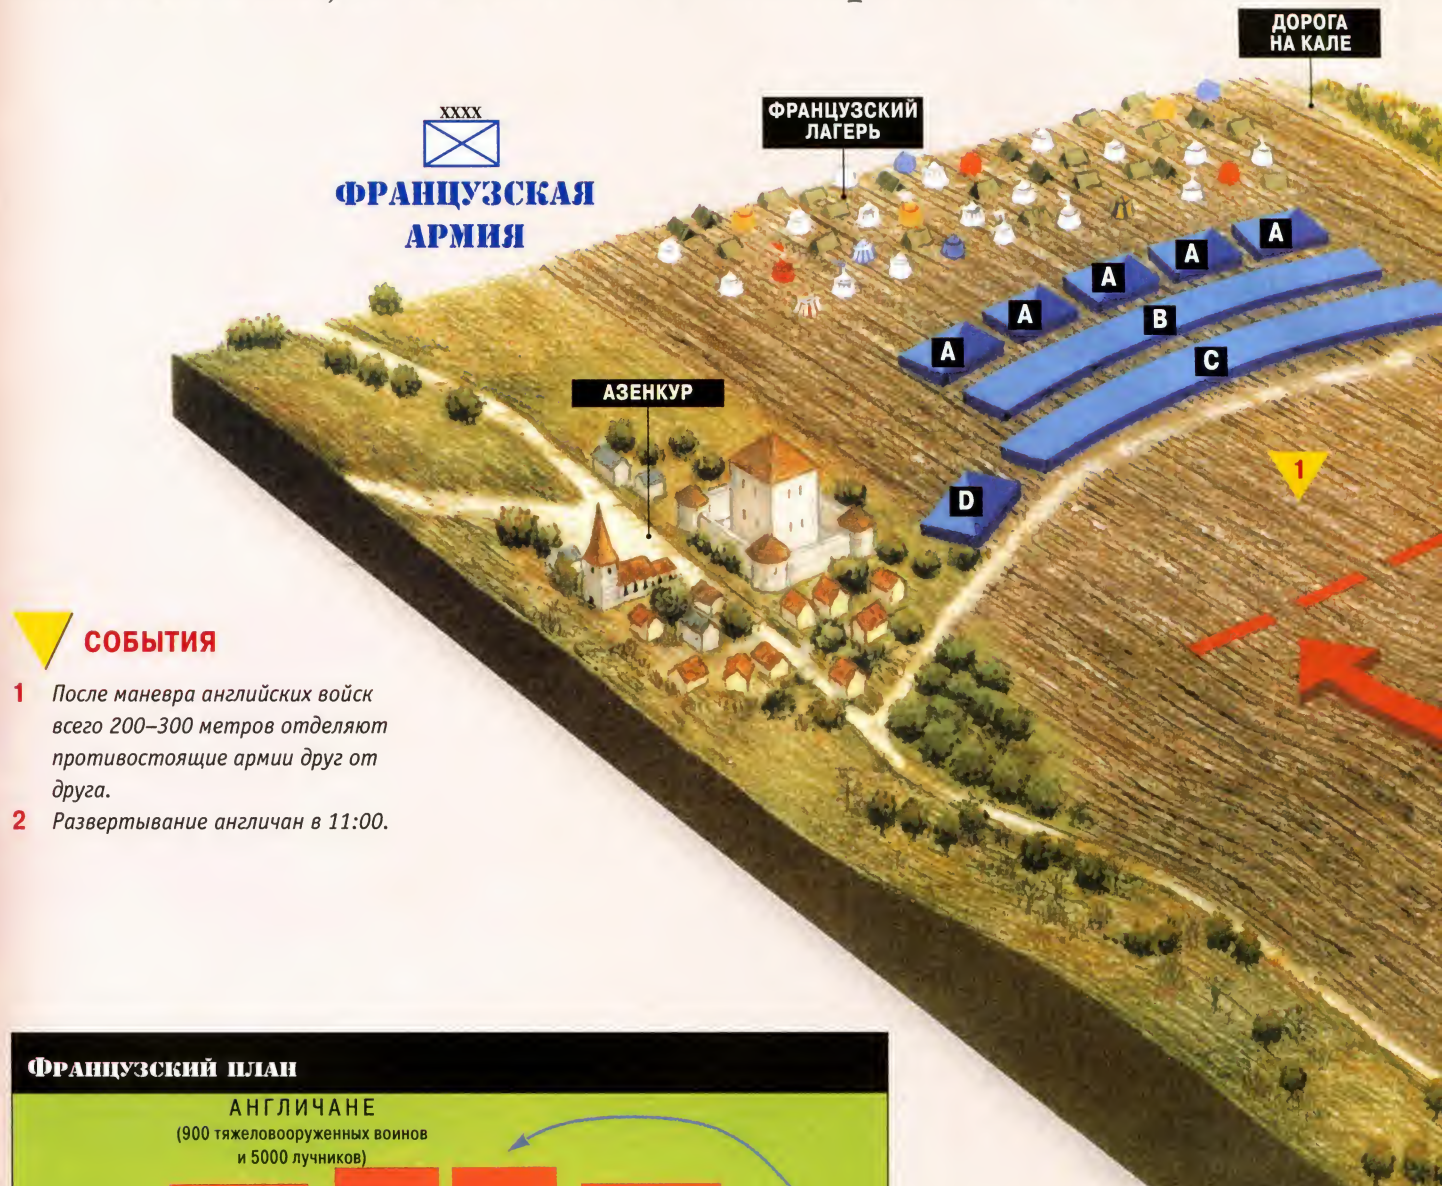 ДОРОГА
НА КАЛЕ
XXXX
ФРАНЦУЗСКИЙ
ЛАГЕРЬ
ФРАНЦУЗСКАЯ
АРМИЯ
A
A
A
A
A
B
C
АЗЕНКУР
D
1
СОБЫТИЯ
1 После маневра английских войск
всего 200–300 метров отделяют
противостоящие армии друг от
друга.
2 Развертывание англичан в 11:00.
ФРАНЦУЗСКИЙ ПЛАН
АНГЛИЧАНЕ
(900 тяжеловооруженных воинов
и 5000 лучников)